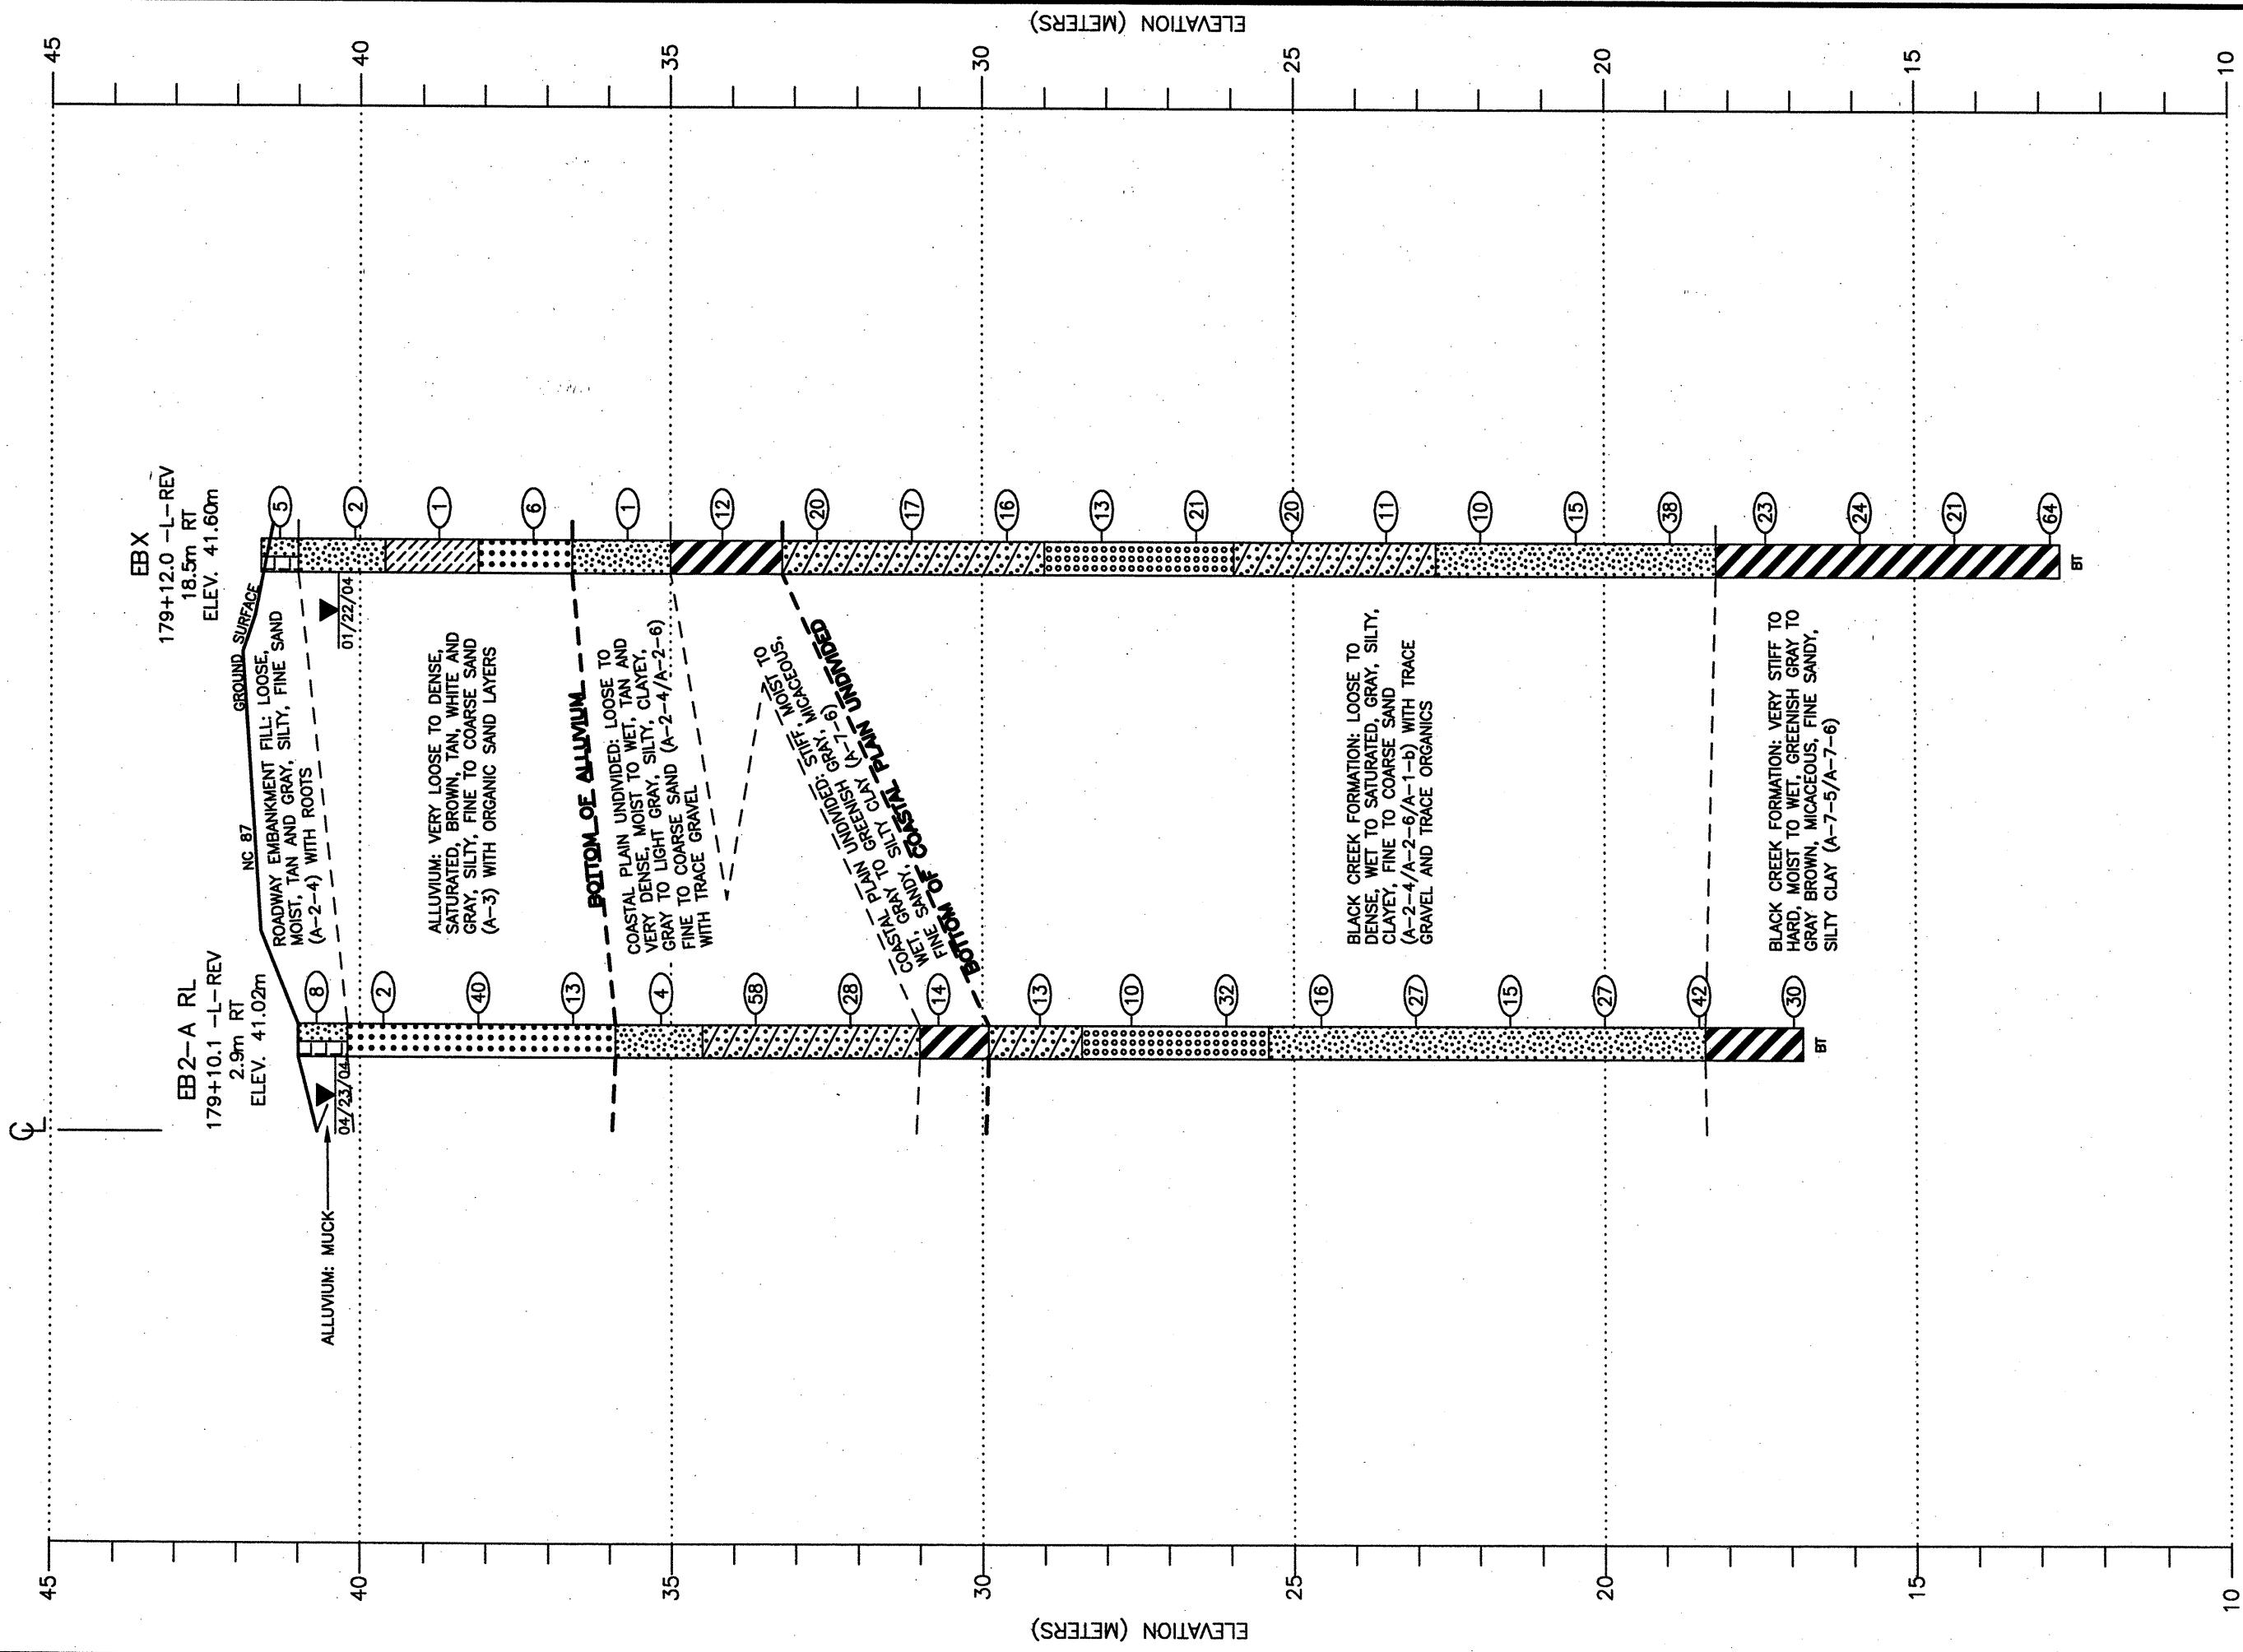 C
L
EB2-A RL
179+10.1 -L-REV
2.9m RT
ELEV. 41.02m
EBX
179+12.0 -L-REV
18.5m RT
ELEV. 41.60m
ELEVATION (METERS)
45
40
35
30
25
20
15
10
ELEVATION (METERS)
45
40
35
30
25
20
15
10
NC 87
GROUND SURFACE
ALLUVIUM: MUCK
04/23/04
01/22/04
ROADWAY EMBANKMENT FILL: LOOSE,
MOIST, TAN AND GRAY, SILTY, FINE SAND
(A-2-4) WITH ROOTS
ALLUVIUM: VERY LOOSE TO DENSE,
SATURATED, BROWN, TAN, WHITE AND
GRAY, SILTY, FINE TO COARSE SAND
(A-3) WITH ORGANIC SAND LAYERS
BOTTOM OF ALLUVIUM
COASTAL PLAIN UNDIVIDED: LOOSE TO
VERY DENSE, MOIST TO WET, TAN AND
GRAY TO LIGHT GRAY, SILTY, CLAYEY,
FINE TO COARSE SAND (A-2-4/A-2-6)
WITH TRACE GRAVEL
COASTAL PLAIN UNDIVIDED: STIFF, MOIST TO
WET, GRAY TO GREENISH GRAY, MICACEOUS,
FINE SANDY, SILTY CLAY (A-7-6)
BOTTOM OF COASTAL PLAIN UNDIVIDED
BLACK CREEK FORMATION: LOOSE TO
DENSE, WET TO SATURATED, GRAY, SILTY,
CLAYEY, FINE TO COARSE SAND
(A-2-4/A-2-6/A-1-b) WITH TRACE
GRAVEL AND TRACE ORGANICS
BLACK CREEK FORMATION: VERY STIFF TO
HARD, MOIST TO WET, GREENISH GRAY TO
GRAY BROWN, MICACEOUS, FINE SANDY,
SILTY CLAY (A-7-5/A-7-6)
8
2
40
13
4
58
28
14
13
10
32
16
27
15
27
42
30
BT
5
2
1
6
1
12
20
17
16
13
21
20
11
10
15
38
23
24
21
64
BT